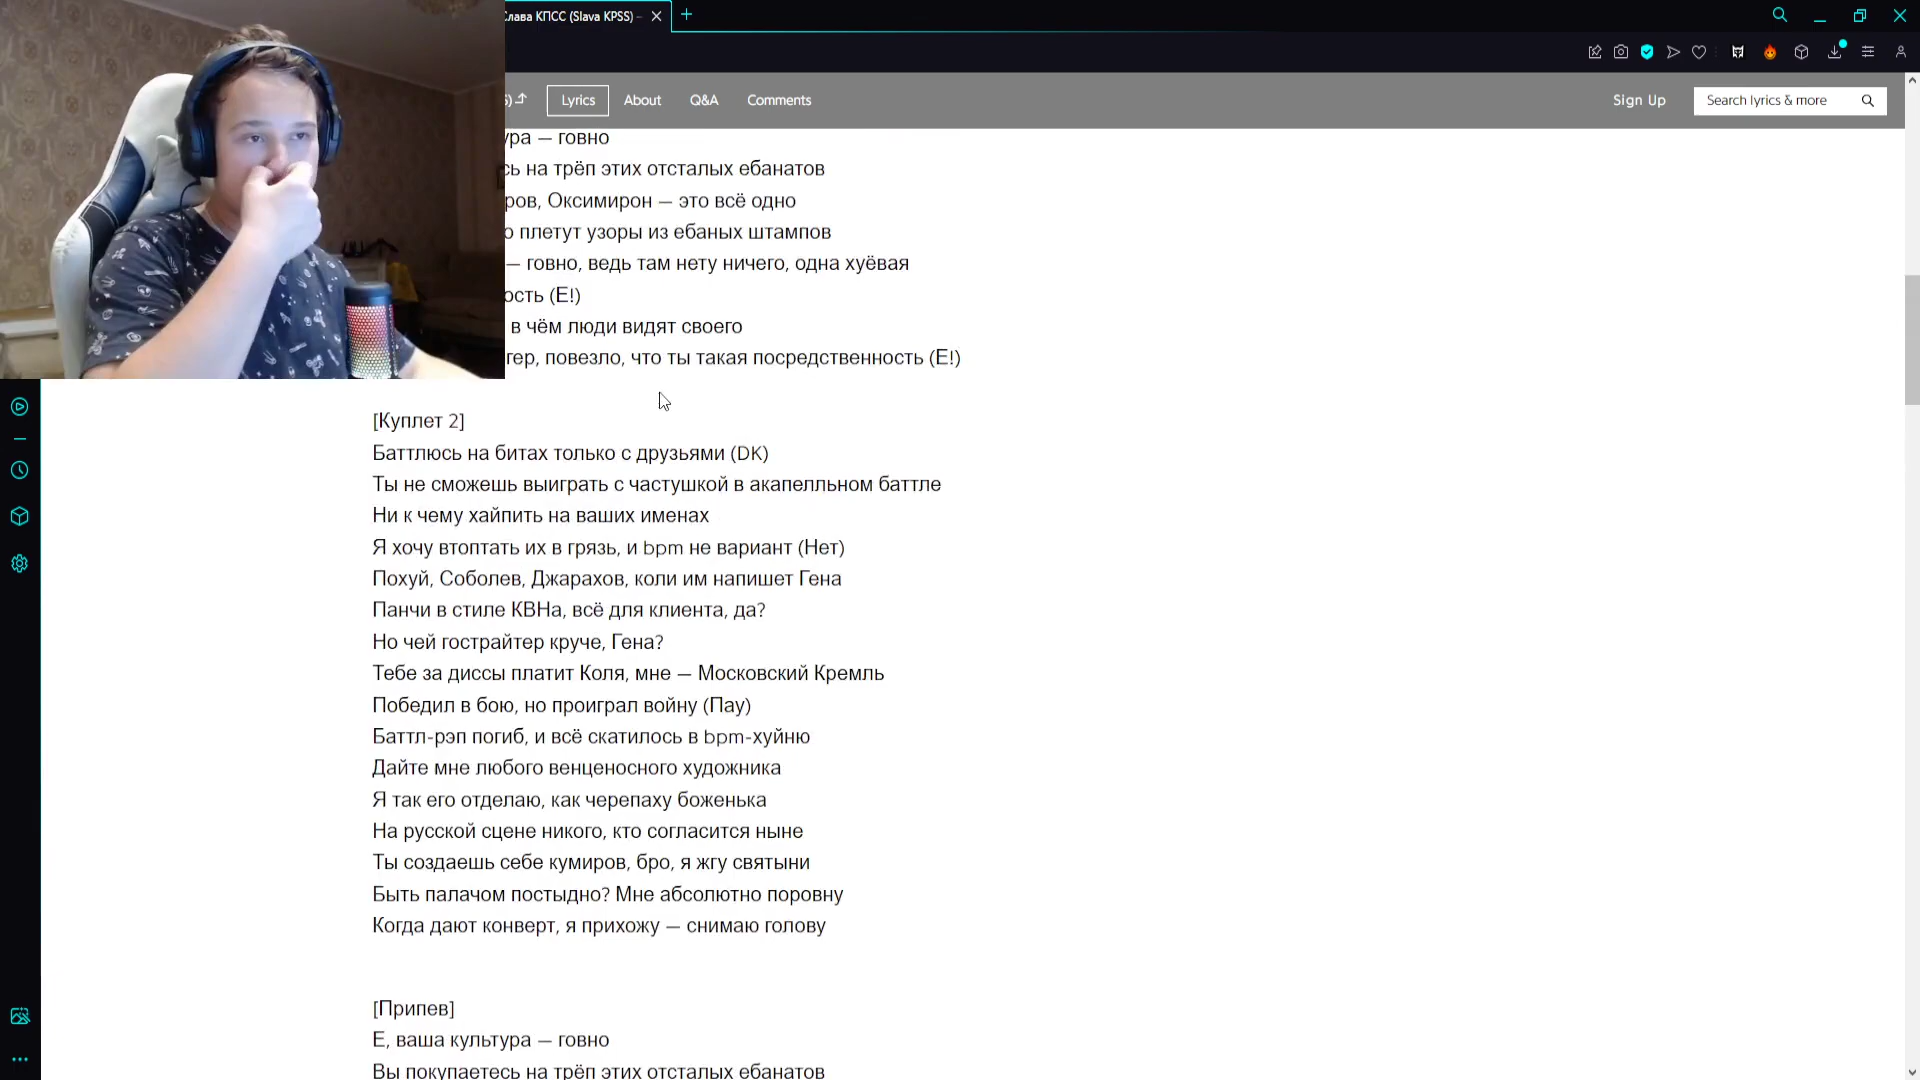 Слава КПСС (Slava KPSS) –
Lyrics
About
Q&A
Comments
Sign Up
Search lyrics & more
ура — говно
сь на трёп этих отсталых ебанатов
ров, Оксимирон — это всё одно
о плетут узоры из ебаных штампов
— говно, ведь там нету ничего, одна хуёвая
ость (Е!)
в чём люди видят своего
гер, повезло, что ты такая посредственность (Е!)
[Куплет 2]
Баттлюсь на битах только с друзьями (DK)
Ты не сможешь выиграть с частушкой в акапелльном баттле
Ни к чему хайпить на ваших именах
Я хочу втоптать их в грязь, и bpm не вариант (Нет)
Похуй, Соболев, Джарахов, коли им напишет Гена
Панчи в стиле КВНа, всё для клиента, да?
Но чей гострайтер круче, Гена?
Тебе за диссы платит Коля, мне — Московский Кремль
Победил в бою, но проиграл войну (Пау)
Баттл-рэп погиб, и всё скатилось в bpm-хуйню
Дайте мне любого венценосного художника
Я так его отделаю, как черепаху боженька
На русской сцене никого, кто согласится ныне
Ты создаешь себе кумиров, бро, я жгу святыни
Быть палачом постыдно? Мне абсолютно поровну
Когда дают конверт, я прихожу — снимаю голову
[Припев]
Е, ваша культура — говно
Вы покупаетесь на трёп этих отсталых ебанатов